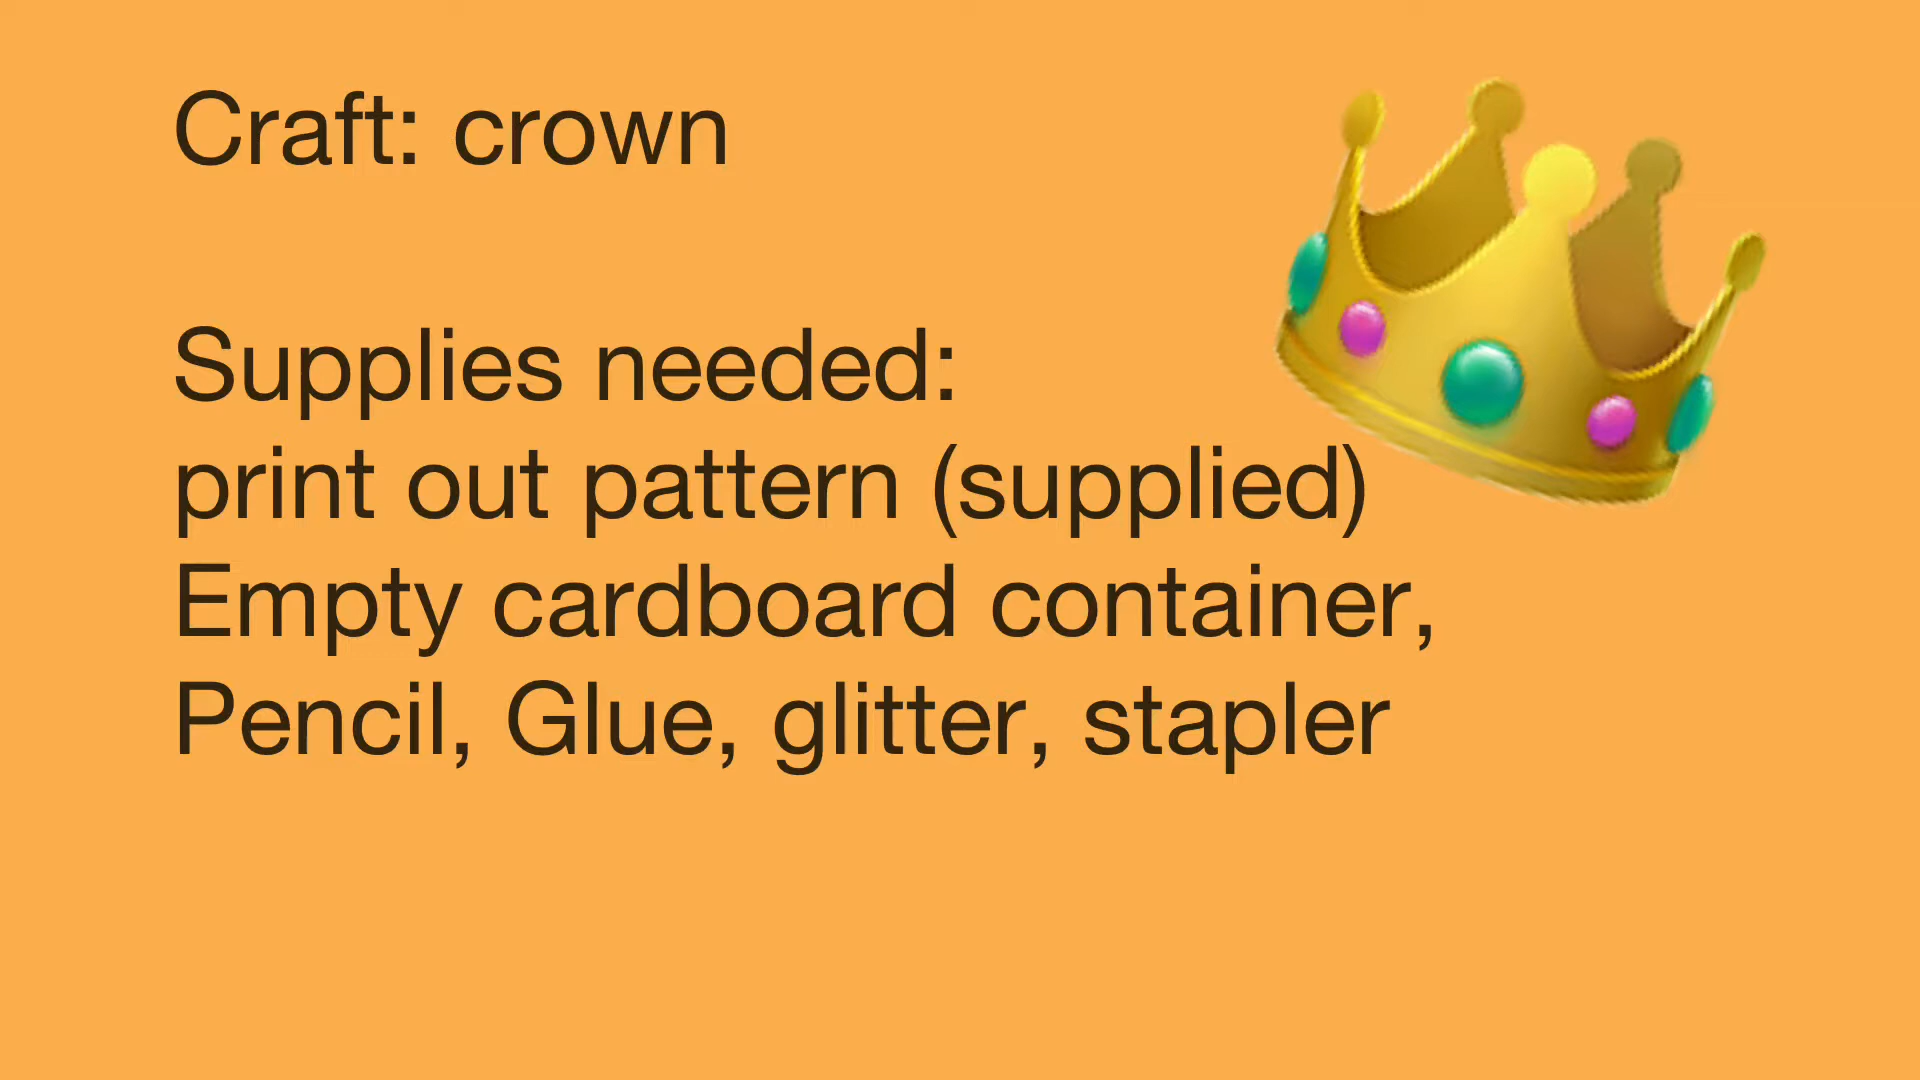 Craft: crown
Supplies needed:
print out pattern (supplied)
Empty cardboard container,
Pencil, Glue, glitter, stapler